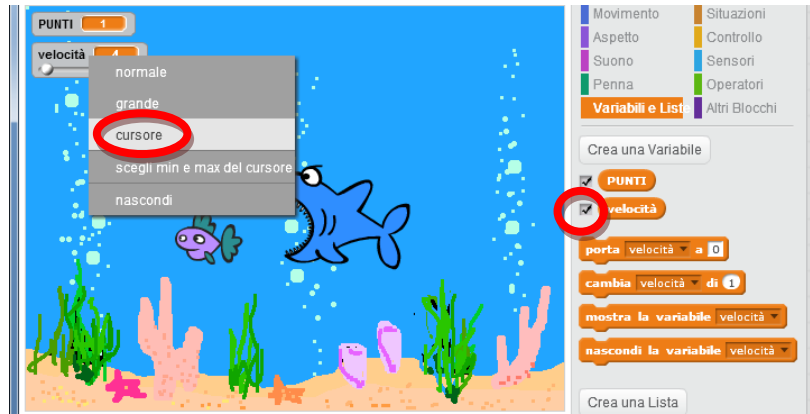 PUNTI 1
velocità 4
normale
grande
cursore
scegli min e max del cursore
nascondi
Movimento Situazioni
Aspetto Controllo
Suono Sensori
Penna Operatori
Variabili e Liste Altri Blocchi
Crea una Variabile
PUNTI
velocità
porta velocità a 0
cambia velocità di 1
mostra la variabile velocità
nascondi la variabile velocità
Crea una Lista